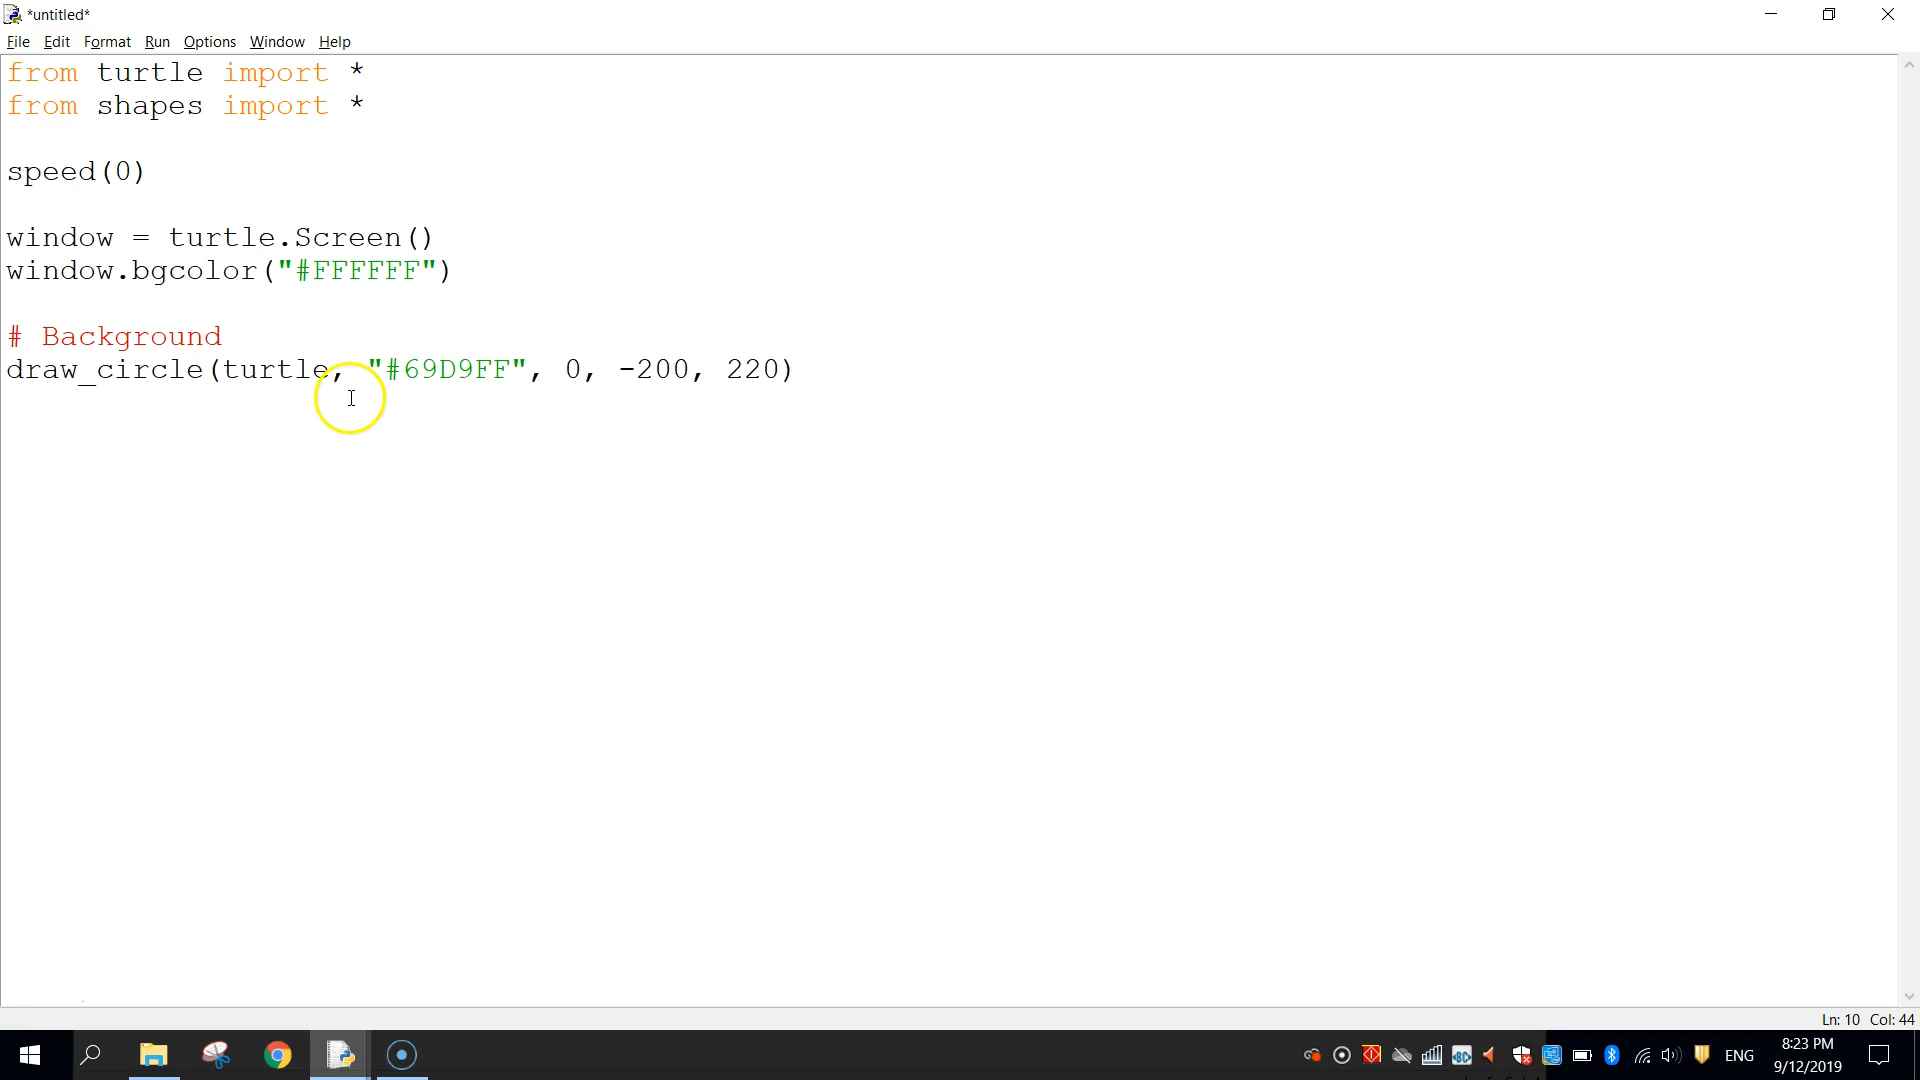 *untitled*
File Edit Format Run Options Window Help
from turtle import *
from shapes import *
speed(0)
window = turtle.Screen()
window.bgcolor("#FFFFFF")
# Background
draw_circle(turtle, "#69D9FF", 0, -200, 220)
Ln: 10 Col: 44
ENG
8:23 PM
9/12/2019